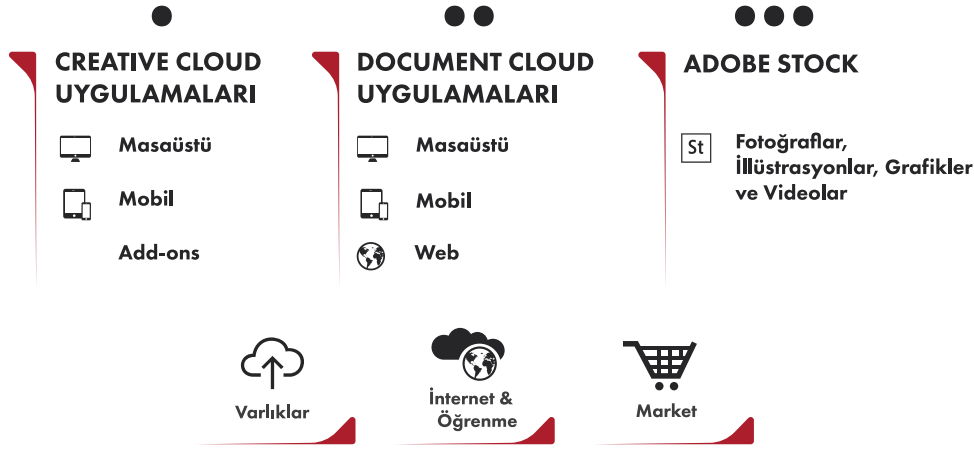 CREATIVE CLOUD
UYGULAMALARI
Masaüstü
Mobil
Add-ons
DOCUMENT CLOUD
UYGULAMALARI
Masaüstü
Mobil
Web
ADOBE STOCK
St
Fotoğraflar,
İllüstrasyonlar, Grafikler
ve Videolar
Varlıklar
İnternet &
Öğrenme
Market